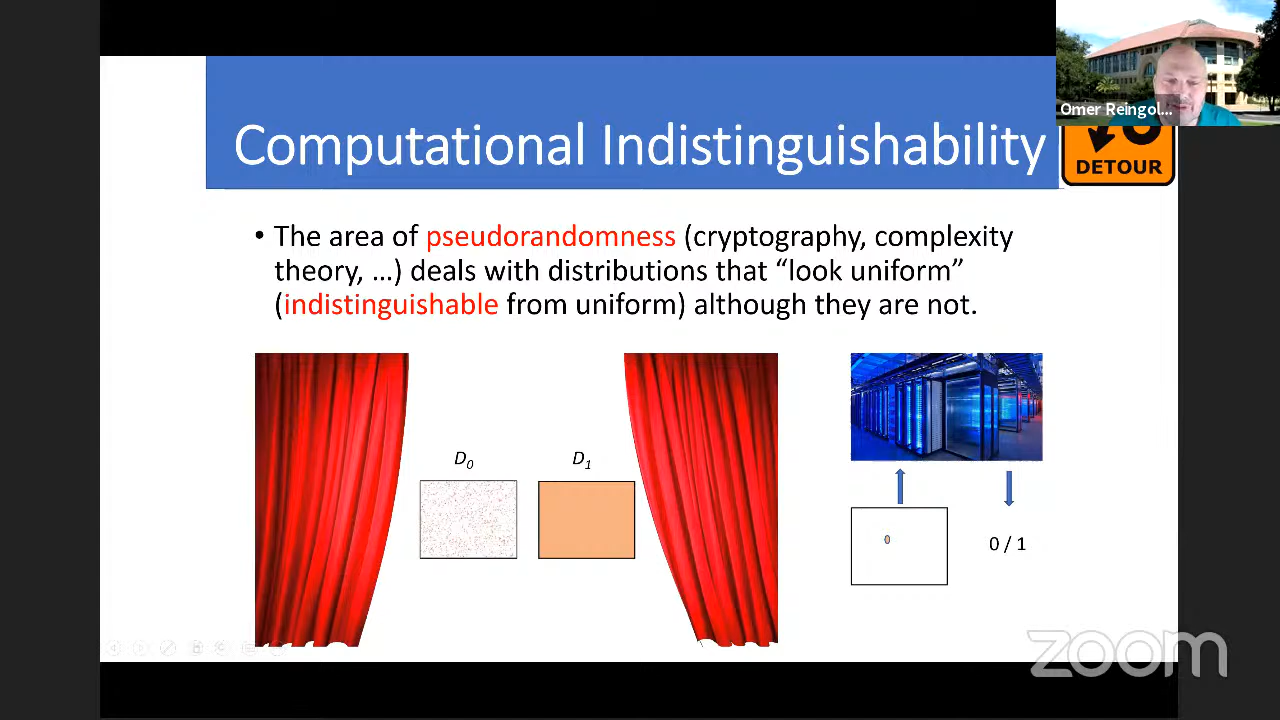 Omer Reingol...
Computational Indistinguishability
DETOUR
• The area of pseudorandomness (cryptography, complexity
theory, …) deals with distributions that “look uniform”
(indistinguishable from uniform) although they are not.
D0
D1
0 / 1
zoom